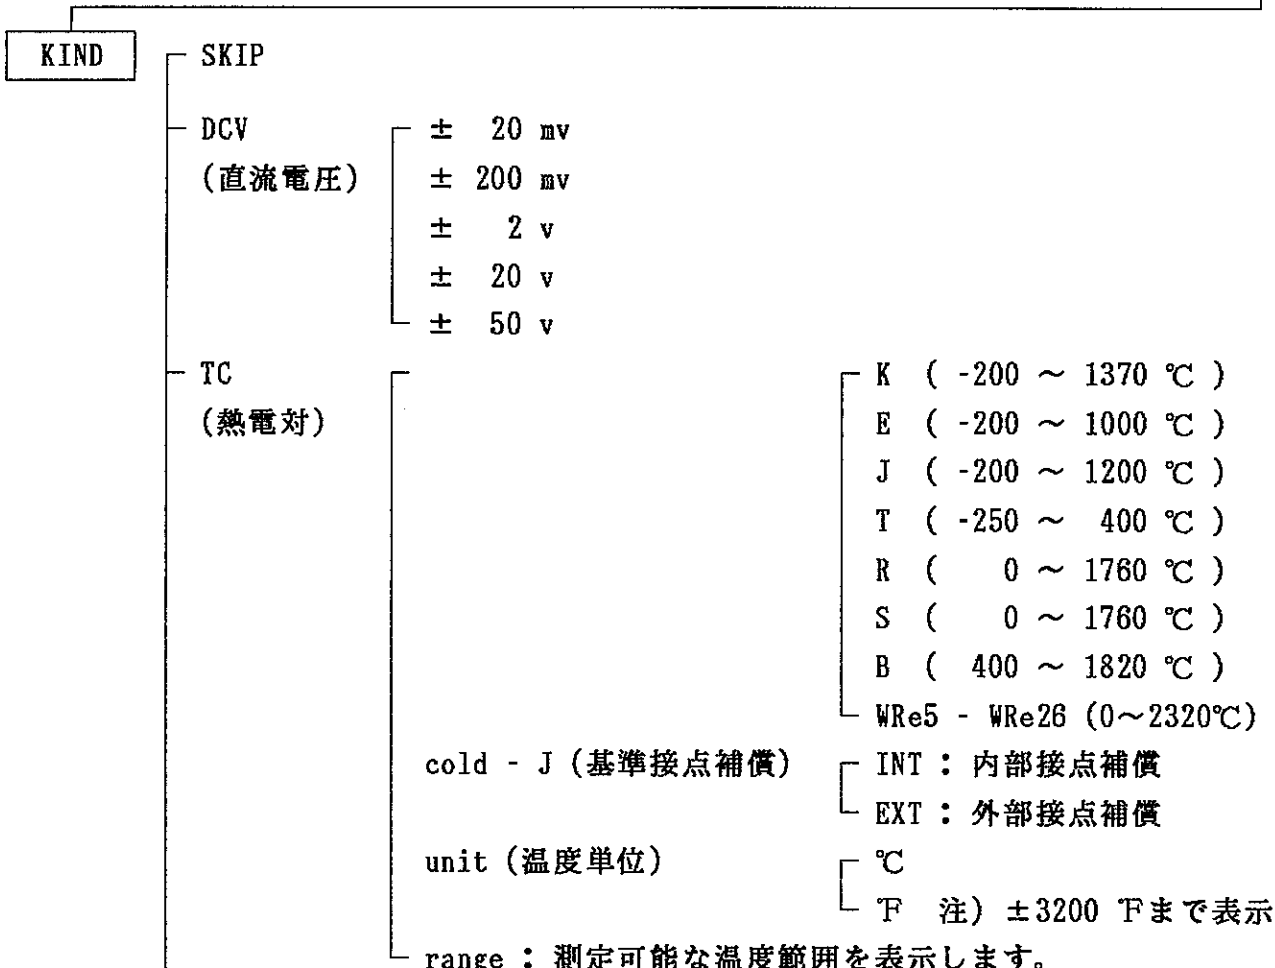 KIND SKIP
DCV ± 20 mv
(直流電圧) ± 200 mv
± 2 v
± 20 v
± 50 v
TC K ( -200 ~ 1370 ℃ )
(熱電対) E ( -200 ~ 1000 ℃ )
J ( -200 ~ 1200 ℃ )
T ( -250 ~ 400 ℃ )
R ( 0 ~ 1760 ℃ )
S ( 0 ~ 1760 ℃ )
B ( 400 ~ 1820 ℃ )
WRe5 - WRe26 (0~2320℃)
cold - J (基準接点補償) INT : 内部接点補償
EXT : 外部接点補償
unit (温度単位) ℃
℉ 注) ±3200 ℉まで表示
range : 測定可能な温度範囲を表示します。